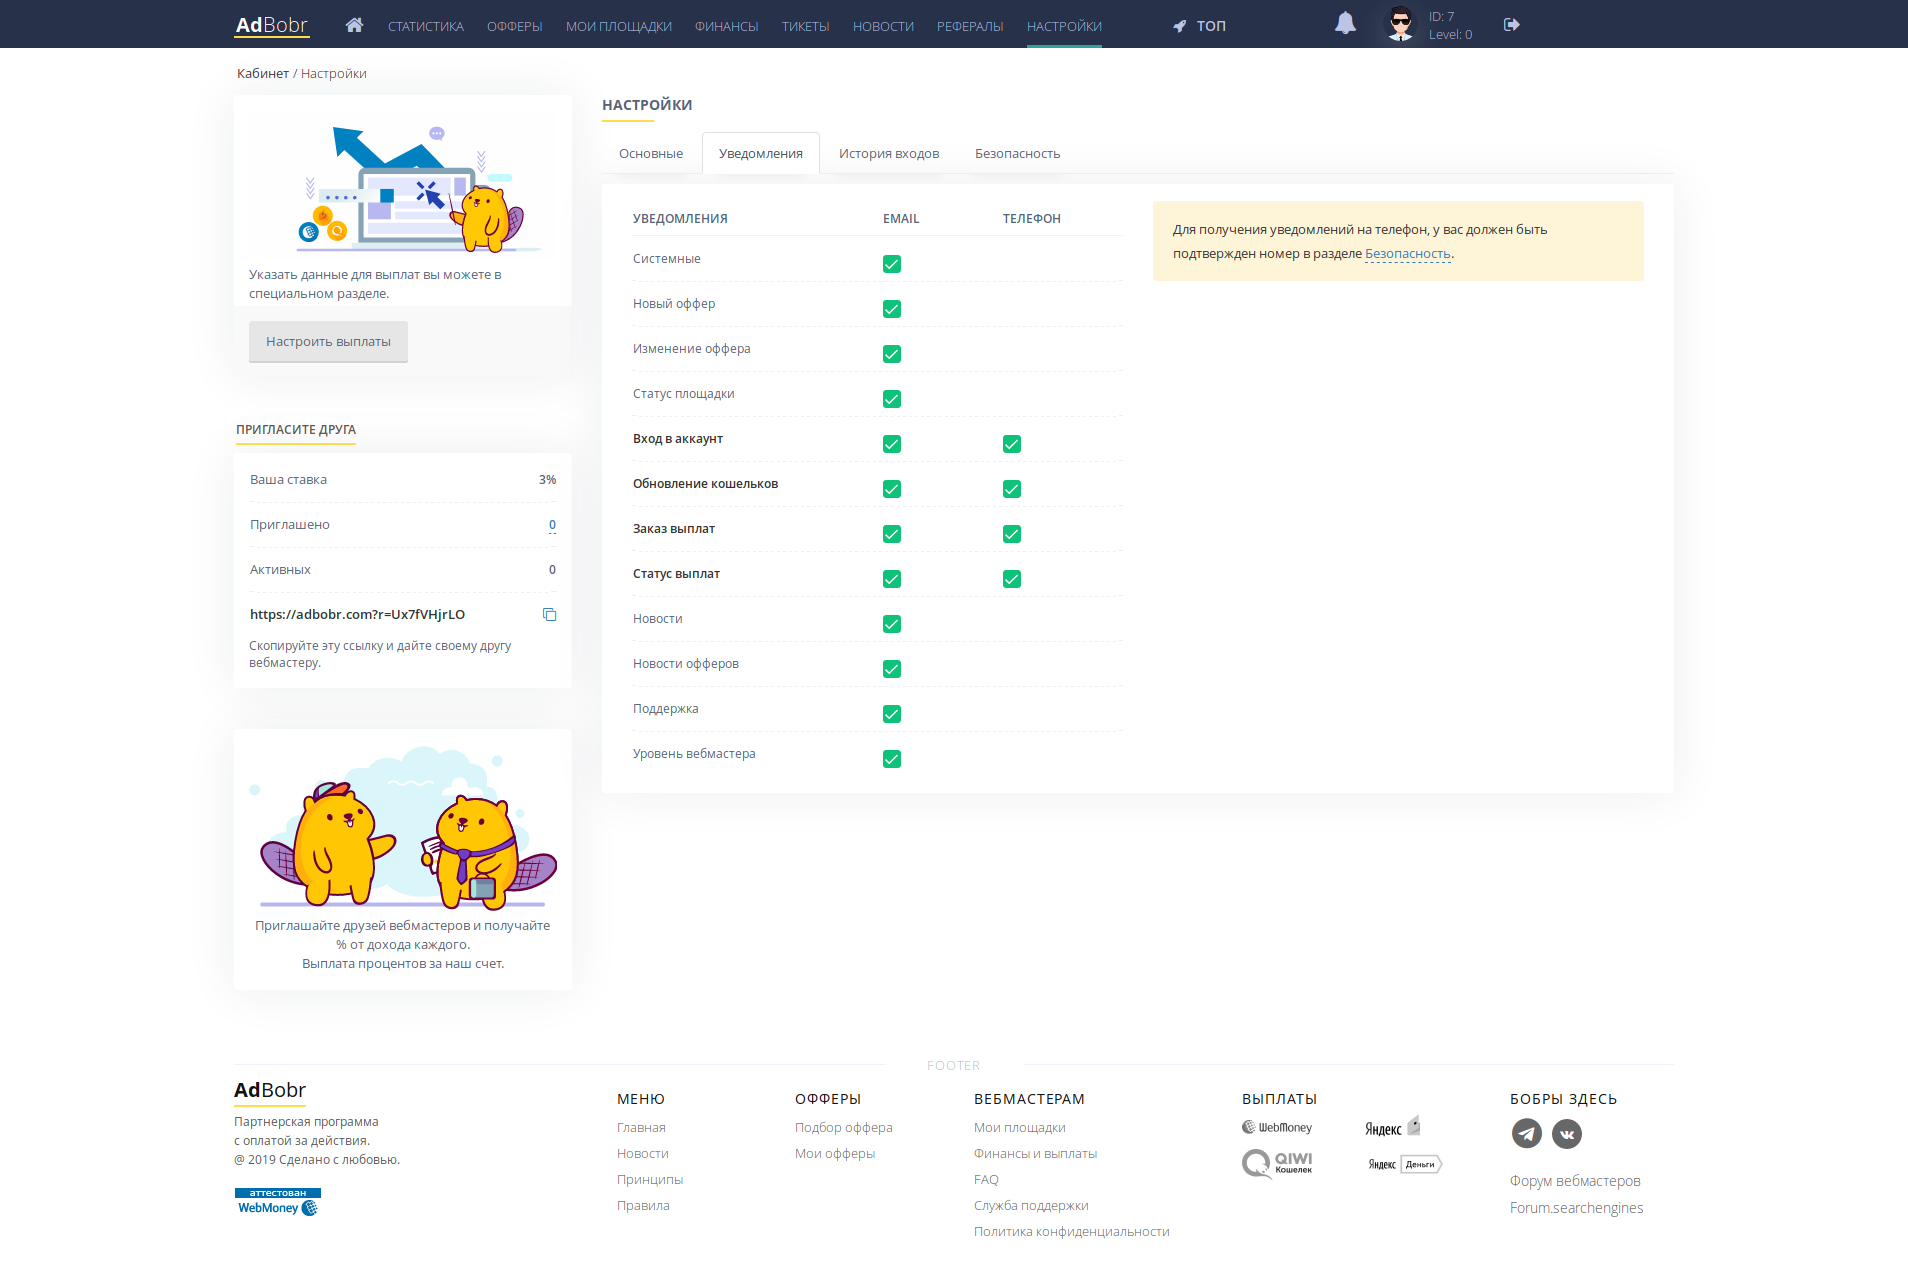 AdBobr
СТАТИСТИКА ОФФЕРЫ МОИ ПЛОЩАДКИ ФИНАНСЫ ТИКЕТЫ НОВОСТИ РЕФЕРАЛЫ НАСТРОЙКИ
ТОП
ID: 7
Level: 0
Кабинет / Настройки
Указать данные для выплат вы можете в
специальном разделе.
Настроить выплаты
ПРИГЛАСИТЕ ДРУГА
Ваша ставка 3%
Приглашено 0
Активных 0
https://adbobr.com?r=Ux7fVHjrLO
Скопируйте эту ссылку и дайте своему другу
вебмастеру.
Приглашайте друзей вебмастеров и получайте
% от дохода каждого.
Выплата процентов за наш счет.
НАСТРОЙКИ
Основные Уведомления История входов Безопасность
УВЕДОМЛЕНИЯ EMAIL ТЕЛЕФОН
Системные
Новый оффер
Изменение оффера
Статус площадки
Вход в аккаунт
Обновление кошельков
Заказ выплат
Статус выплат
Новости
Новости офферов
Поддержка
Уровень вебмастера
Для получения уведомлений на телефон, у вас должен быть
подтвержден номер в разделе Безопасность.
FOOTER
AdBobr
Партнерская программа
с оплатой за действия.
@ 2019 Сделано с любовью.
аттестован
WebMoney
МЕНЮ
Главная
Новости
Принципы
Правила
ОФФЕРЫ
Подбор оффера
Мои офферы
ВЕБМАСТЕРАМ
Мои площадки
Финансы и выплаты
FAQ
Служба поддержки
Политика конфиденциальности
ВЫПЛАТЫ
WebMoney
Яндекс
QIWI
Кошелек
Яндекс Деньги
БОБРЫ ЗДЕСЬ
Форум вебмастеров
Forum.searchengines